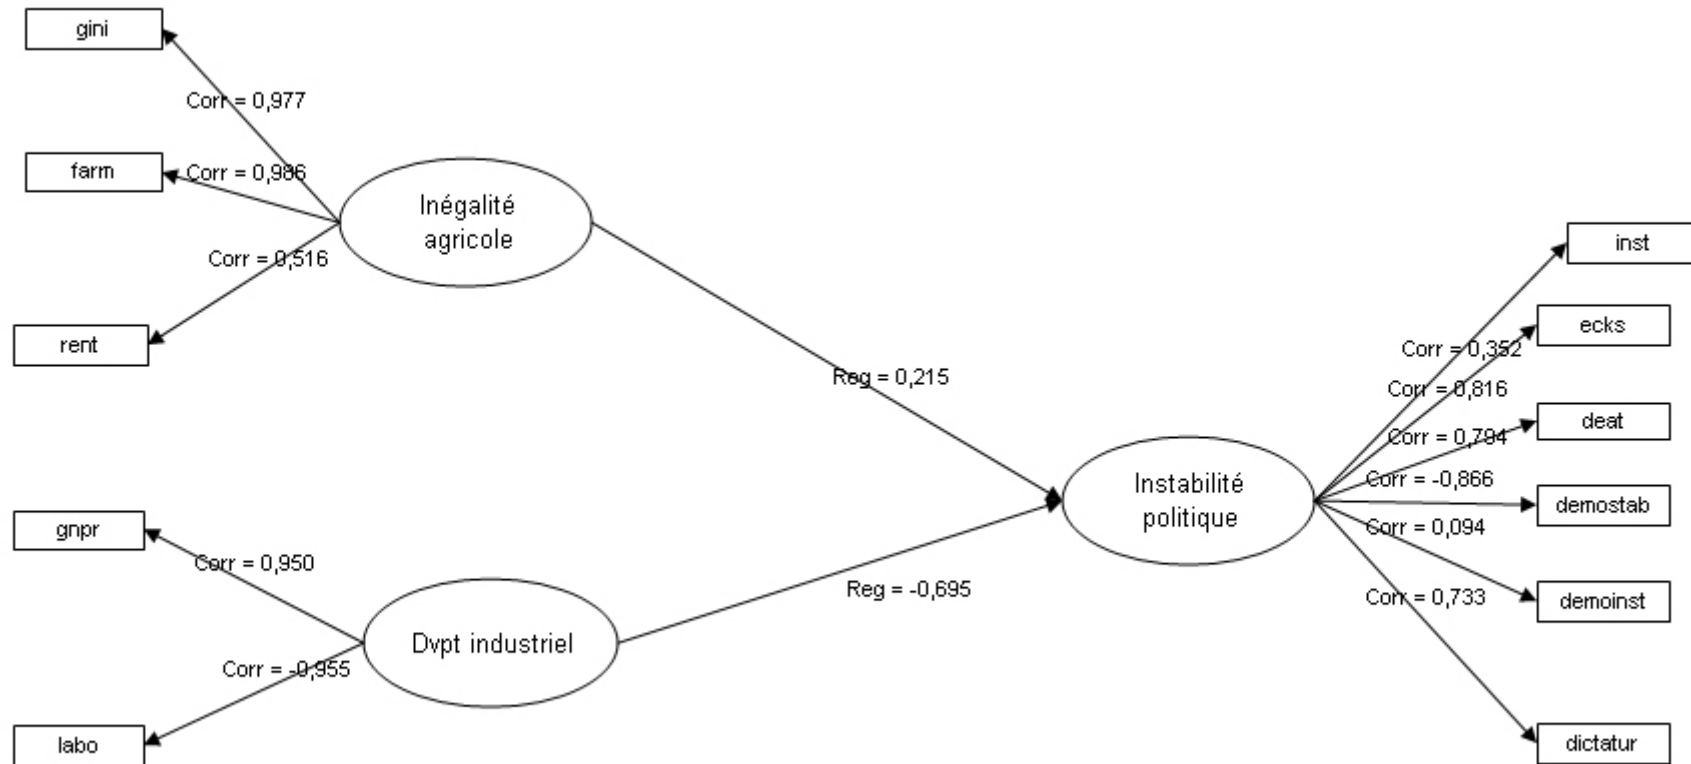 gini
Corr = 0,977
farm
Corr = 0,986
Inégalité
agricole
Corr = 0,516
rent
Reg = 0,215
gnpr
Corr = 0,950
Dvpt industriel
Corr = -0,955
labo
Reg = -0,695
Instabilité
politique
inst
Corr = 0,352
ecks
Corr = 0,816
deat
Corr = 0,794
Corr = -0,866
demostab
Corr = 0,094
demoinst
Corr = 0,733
dictatur